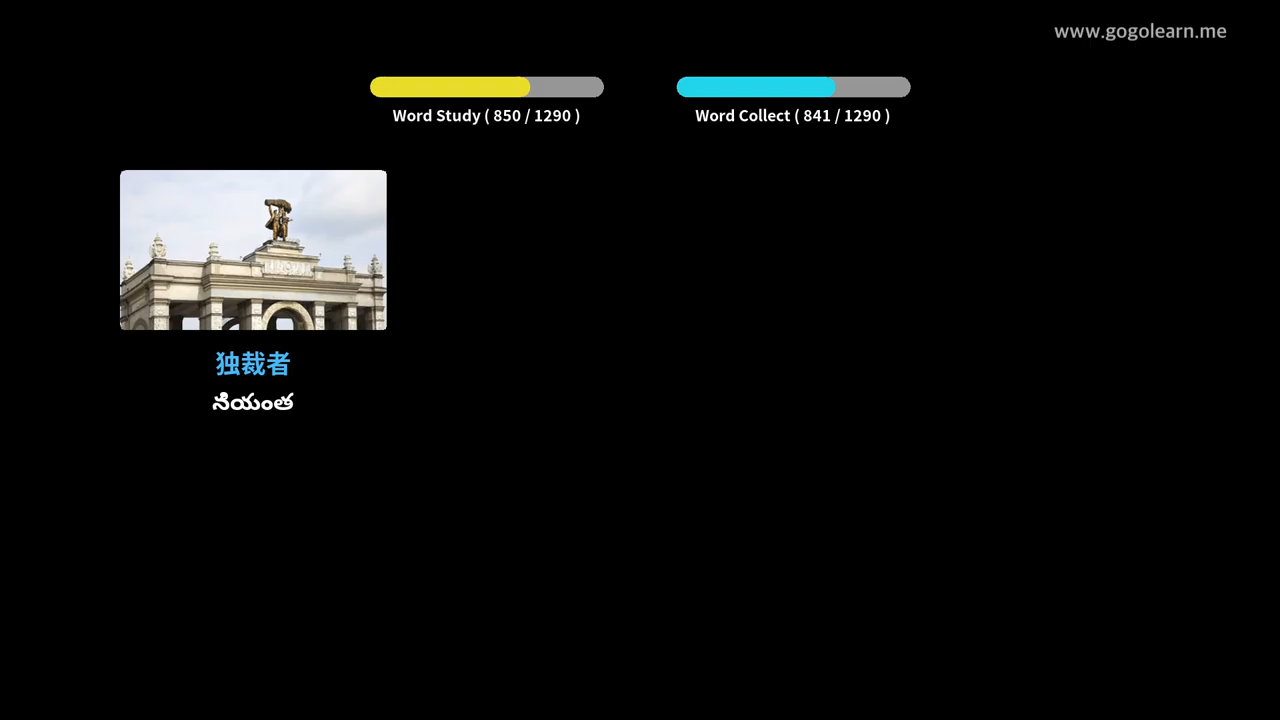 www.gogolearn.me
Word Study ( 850 / 1290 )
Word Collect ( 841 / 1290 )
独裁者
నియంత